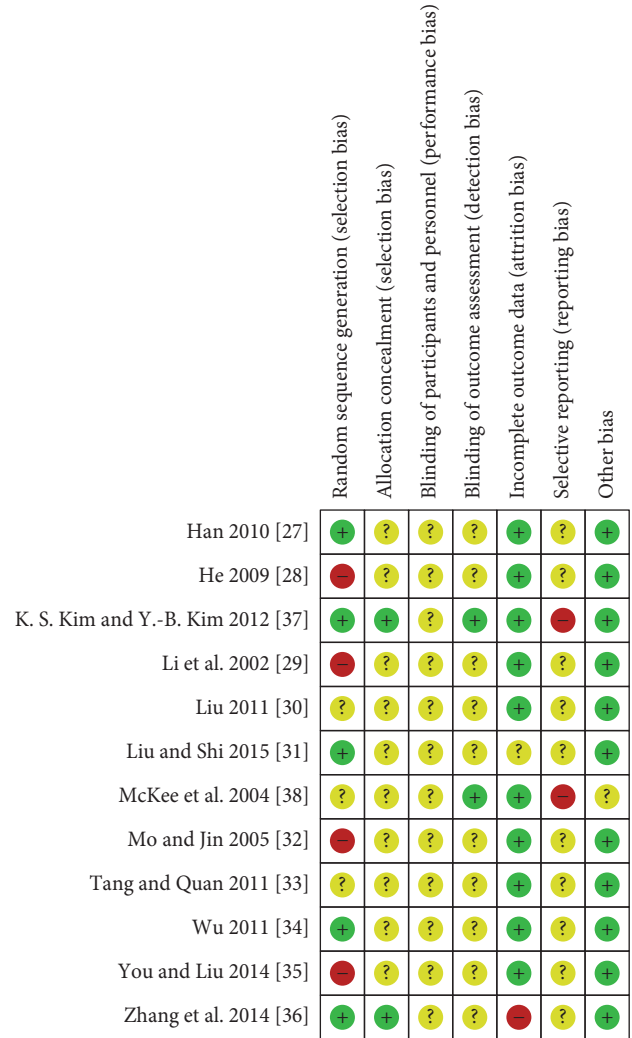 Random sequence generation (selection bias)
Allocation concealment (selection bias)
Blinding of participants and personnel (performance bias)
Blinding of outcome assessment (detection bias)
Incomplete outcome data (attrition bias)
Selective reporting (reporting bias)
Other bias
Han 2010 [27] + ? ? ? + ? +
He 2009 [28] − ? ? ? + ? +
K. S. Kim and Y.-B. Kim 2012 [37] + + ? + + − +
Li et al. 2002 [29] − ? ? ? + ? +
Liu 2011 [30] ? ? ? ? + ? +
Liu and Shi 2015 [31] + ? ? ? ? ? +
McKee et al. 2004 [38] ? ? ? + + − ?
Mo and Jin 2005 [32] − ? ? ? + ? +
Tang and Quan 2011 [33] ? ? ? ? + ? +
Wu 2011 [34] + ? ? ? + ? +
You and Liu 2014 [35] − ? ? ? + ? +
Zhang et al. 2014 [36] + + ? ? − ? +